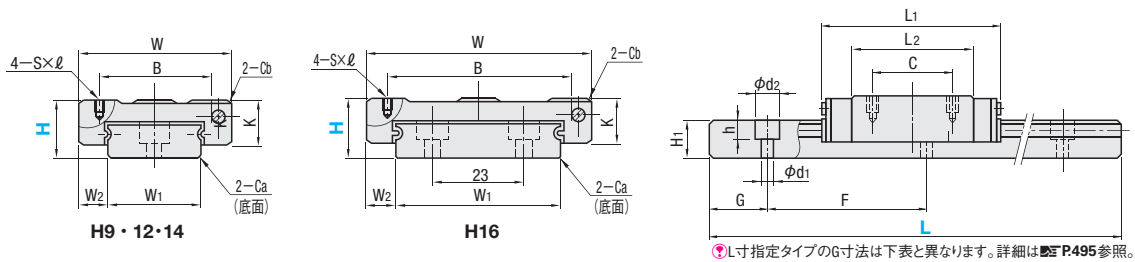 W
4−S×ℓ
B
2−Cb
H
K
W2
W1
2−Ca
(底面)
H9・12・14
W
4−S×ℓ
B
2−Cb
H
K
23
W2
W1
2−Ca
(底面)
H16
L1
L2
C
φd2
h
H1
φd1
G
F
L
L寸指定タイプのG寸法は下表と異なります。詳細は P.495参照。